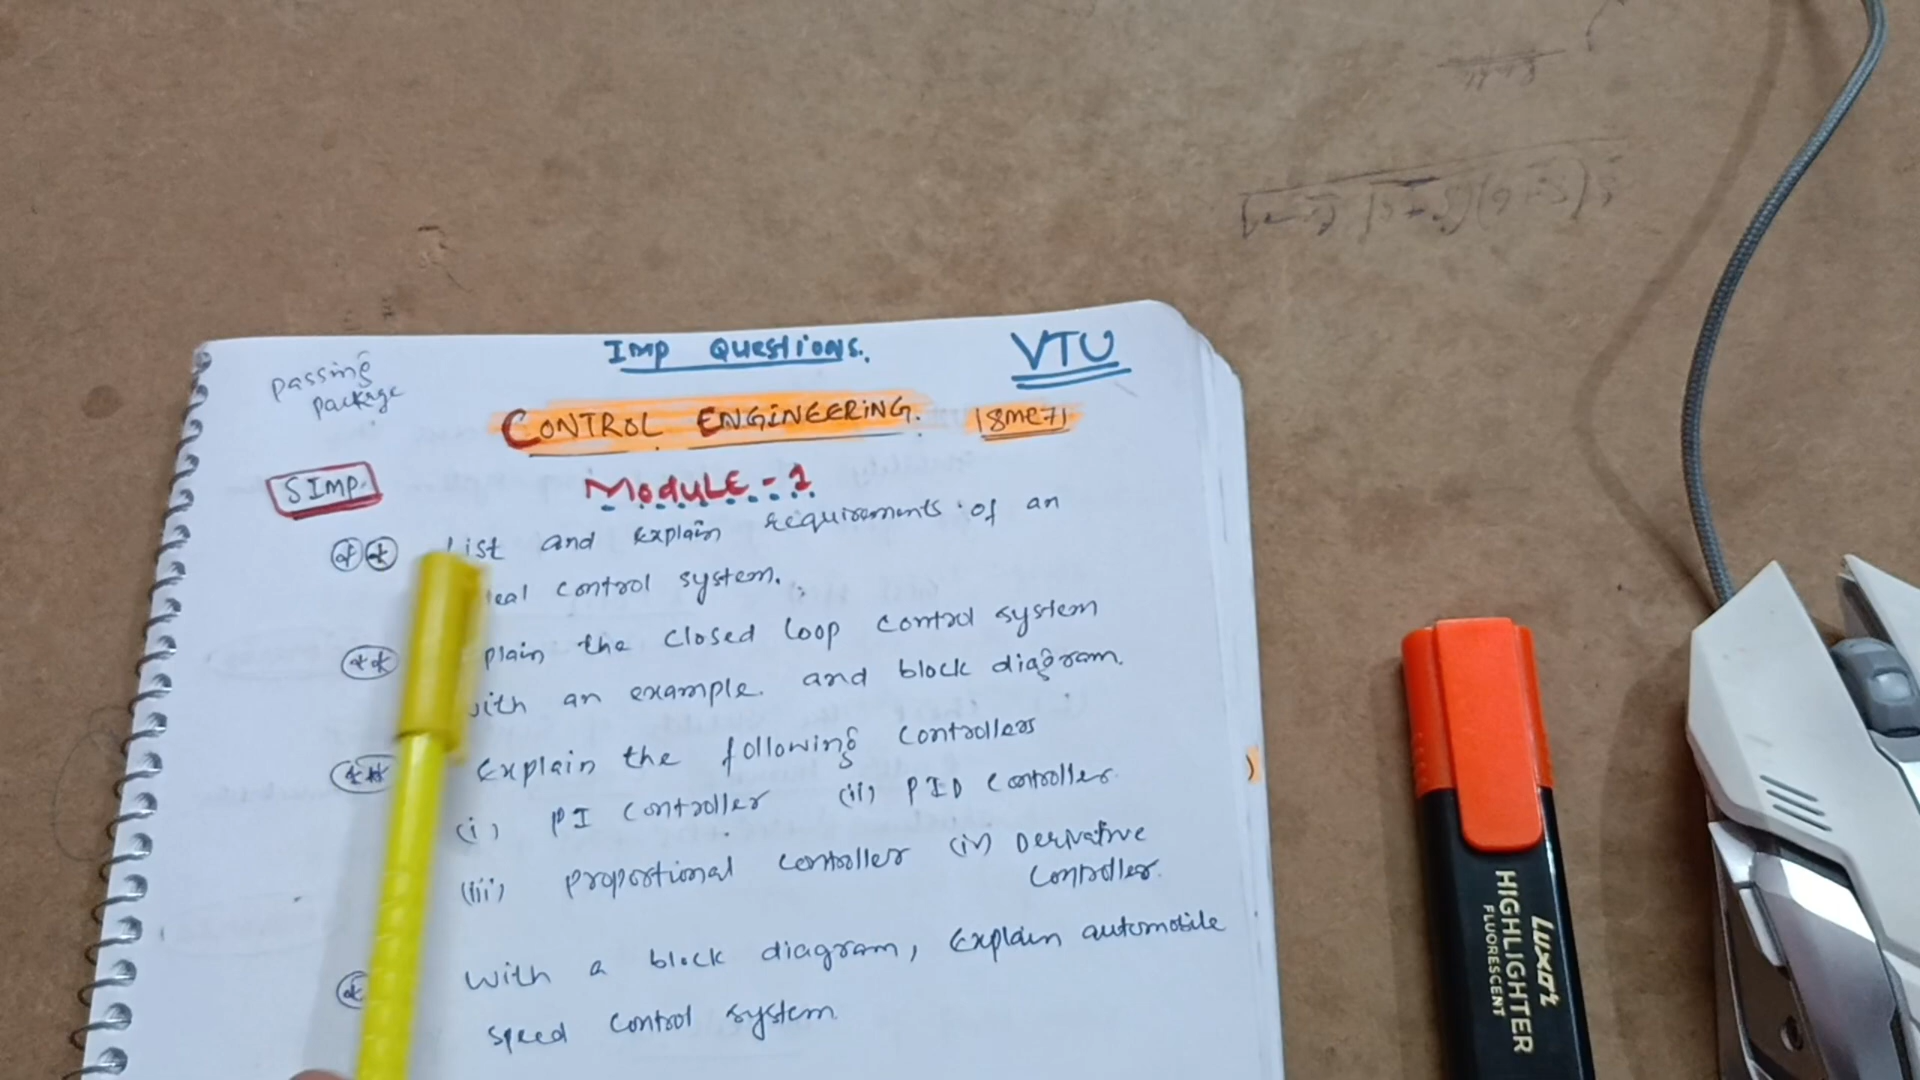 Imp Questions.
VTU
passing
package
CONTROL ENGINEERING. 18ME71
SIMP.
MODULE - 1
List and explain requirements of an
eal control system.
plain the closed loop control system
with an example. and block diagram.
Explain the following controllers
(i) PI controller (ii) PID controller.
(iii) proportional controller (iv) Derivative
controller.
With a block diagram, explain automobile
speed control system
Luxor
HIGHLIGHTER
FLUORESCENT